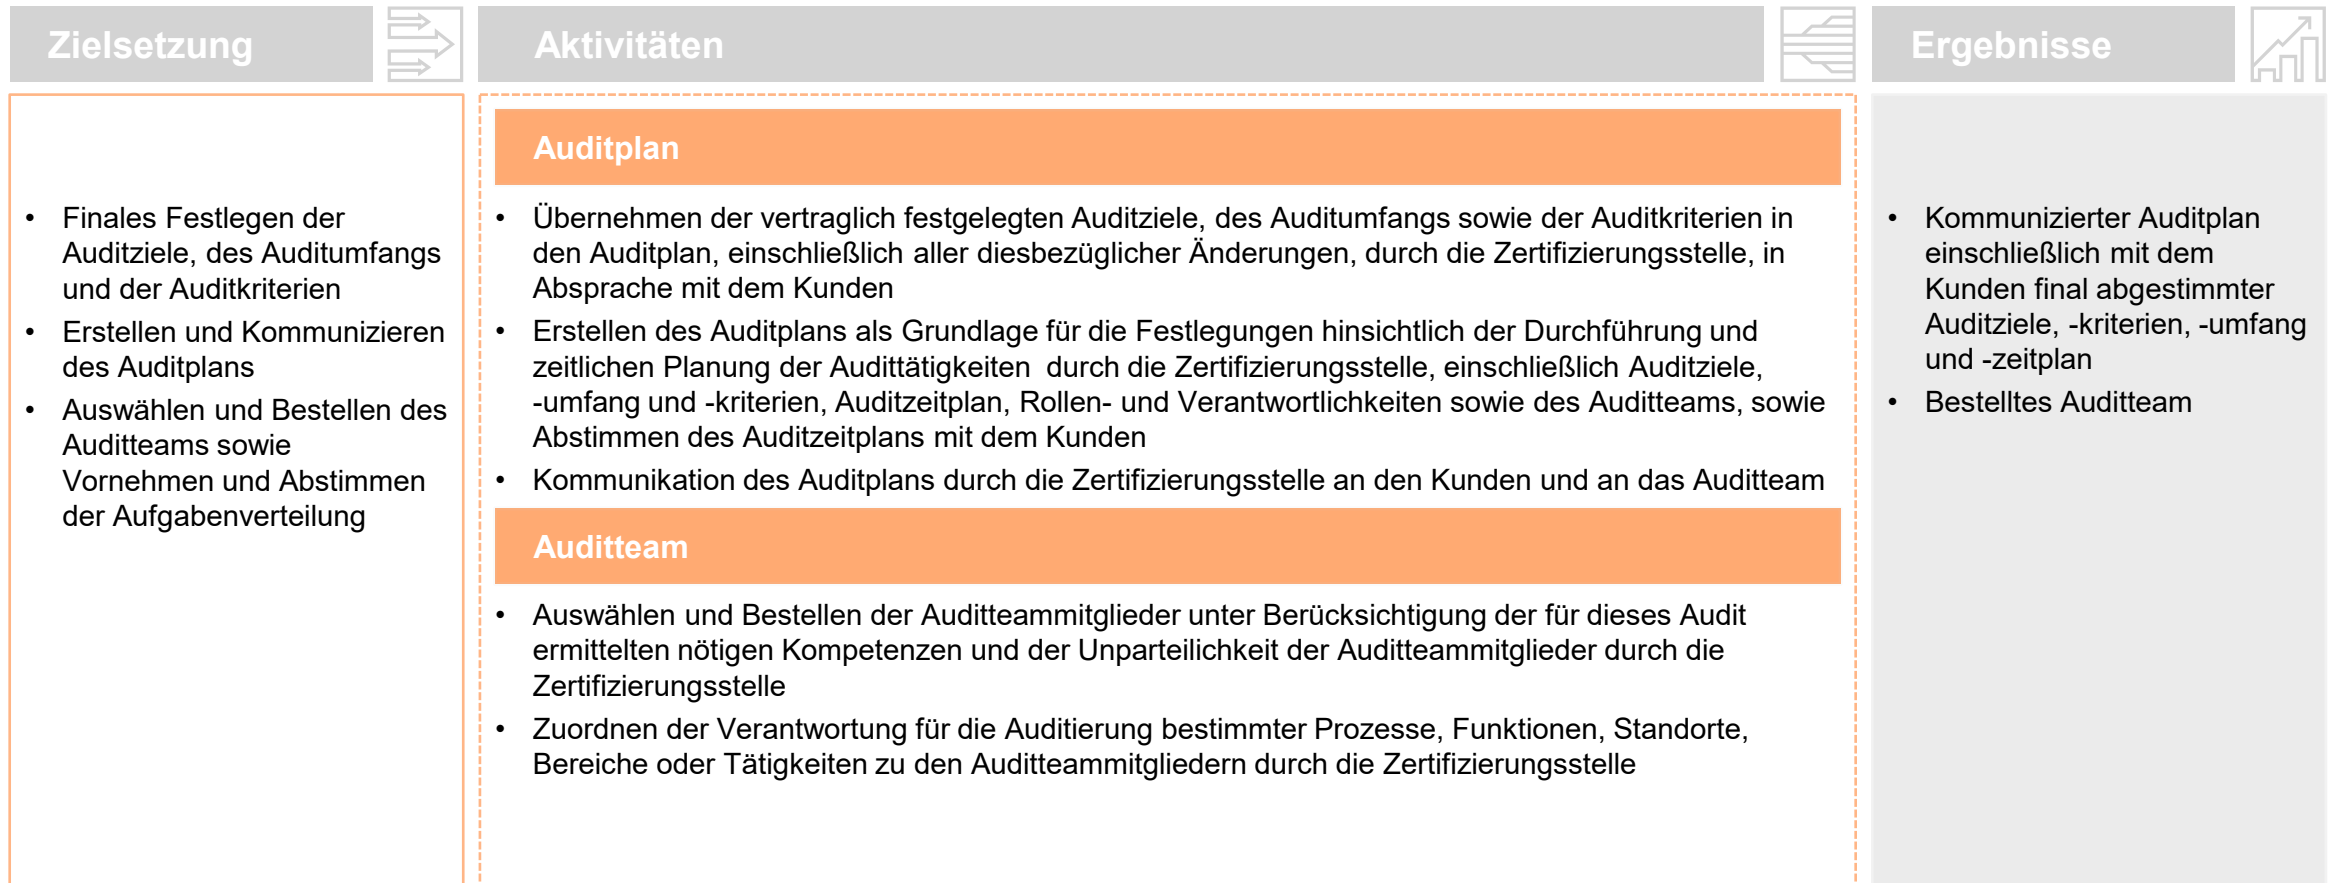 Zielsetzung
Aktivitäten
Ergebnisse
• Finales Festlegen der
Auditziele, des Auditumfangs
und der Auditkriterien
• Erstellen und Kommunizieren
des Auditplans
• Auswählen und Bestellen des
Auditteams sowie
Vornehmen und Abstimmen
der Aufgabenverteilung
Auditplan
• Übernehmen der vertraglich festgelegten Auditziele, des Auditumfangs sowie der Auditkriterien in
den Auditplan, einschließlich aller diesbezüglicher Änderungen, durch die Zertifizierungsstelle, in
Absprache mit dem Kunden
• Erstellen des Auditplans als Grundlage für die Festlegungen hinsichtlich der Durchführung und
zeitlichen Planung der Audittätigkeiten durch die Zertifizierungsstelle, einschließlich Auditziele,
-umfang und -kriterien, Auditzeitplan, Rollen- und Verantwortlichkeiten sowie des Auditteams, sowie
Abstimmen des Auditzeitplans mit dem Kunden
• Kommunikation des Auditplans durch die Zertifizierungsstelle an den Kunden und an das Auditteam
Auditteam
• Auswählen und Bestellen der Auditteammitglieder unter Berücksichtigung der für dieses Audit
ermittelten nötigen Kompetenzen und der Unparteilichkeit der Auditteammitglieder durch die
Zertifizierungsstelle
• Zuordnen der Verantwortung für die Auditierung bestimmter Prozesse, Funktionen, Standorte,
Bereiche oder Tätigkeiten zu den Auditteammitgliedern durch die Zertifizierungsstelle
• Kommunizierter Auditplan
einschließlich mit dem
Kunden final abgestimmter
Auditziele, -kriterien, -umfang
und -zeitplan
• Bestelltes Auditteam